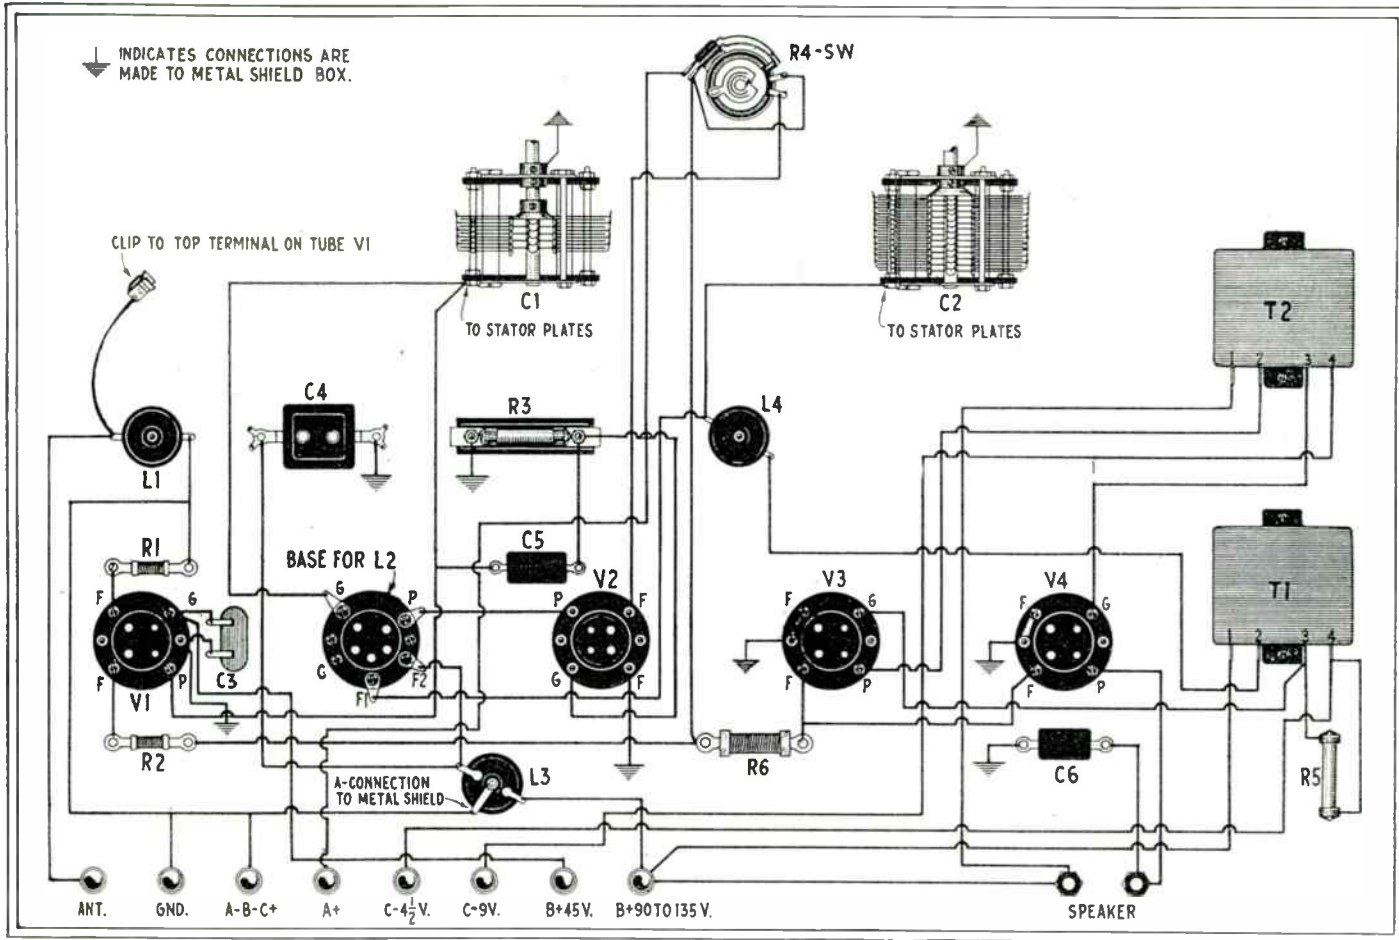 INDICATES CONNECTIONS ARE
MADE TO METAL SHIELD BOX.
R4-SW
CLIP TO TOP TERMINAL ON TUBE V1
C1
TO STATOR PLATES
C2
TO STATOR PLATES
T2
1 2 3 4
L1
C4
R3
L4
R1
BASE FOR L2
C5
V2
V3
V4
T1
1 2 3 4
F G
F P
V1
C3
G P
G F2
F1
P F
G F
F G
F P
F G
F P
R2
A-CONNECTION
TO METAL SHIELD
L3
R6
C6
R5
ANT.
GND.
A-B-C+
A+
C-4½V.
C-9V.
B+45V.
B+90TO135V.
SPEAKER